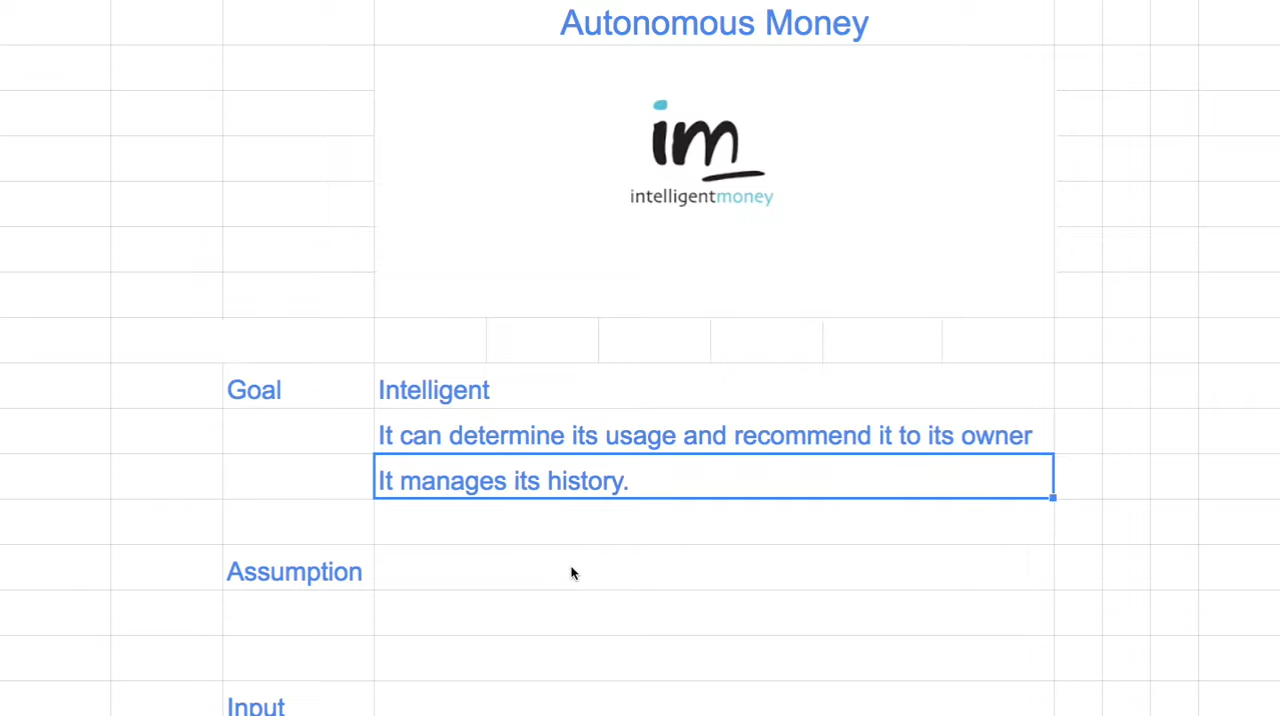 Autonomous Money
im
intelligentmoney
Goal
Intelligent
It can determine its usage and recommend it to its owner
It manages its history.
Assumption
Input